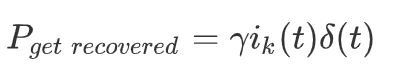 P_{get recovered} = γi_k(t)δ(t)